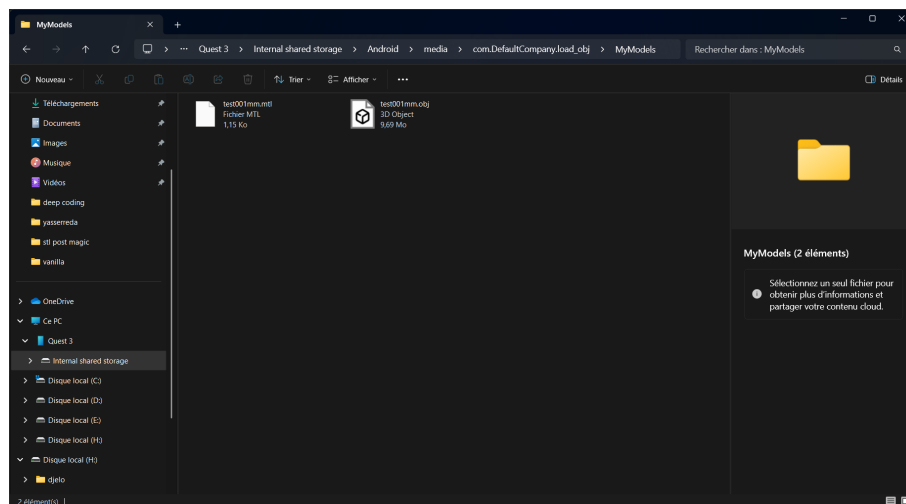 MyModels
Quest 3 > Internal shared storage > Android > media > com.DefaultCompany.load_obj > MyModels
Rechercher dans : MyModels
Nouveau
Trier
Afficher
Détails
Téléchargements
Documents
Images
Musique
Vidéos
deep coding
yasserreda
stl post magic
vanilla
OneDrive
Ce PC
Quest 3
Internal shared storage
Disque local (C:)
Disque local (D:)
Disque local (E:)
Disque local (H:)
Disque local (H:)
djelo
2 élément(s)
test001mm.mtl
Fichier MTL
1,15 Ko
test001mm.obj
3D Object
9,69 Mo
MyModels (2 éléments)
Sélectionnez un seul fichier pour
obtenir plus d'informations et
partager votre contenu cloud.